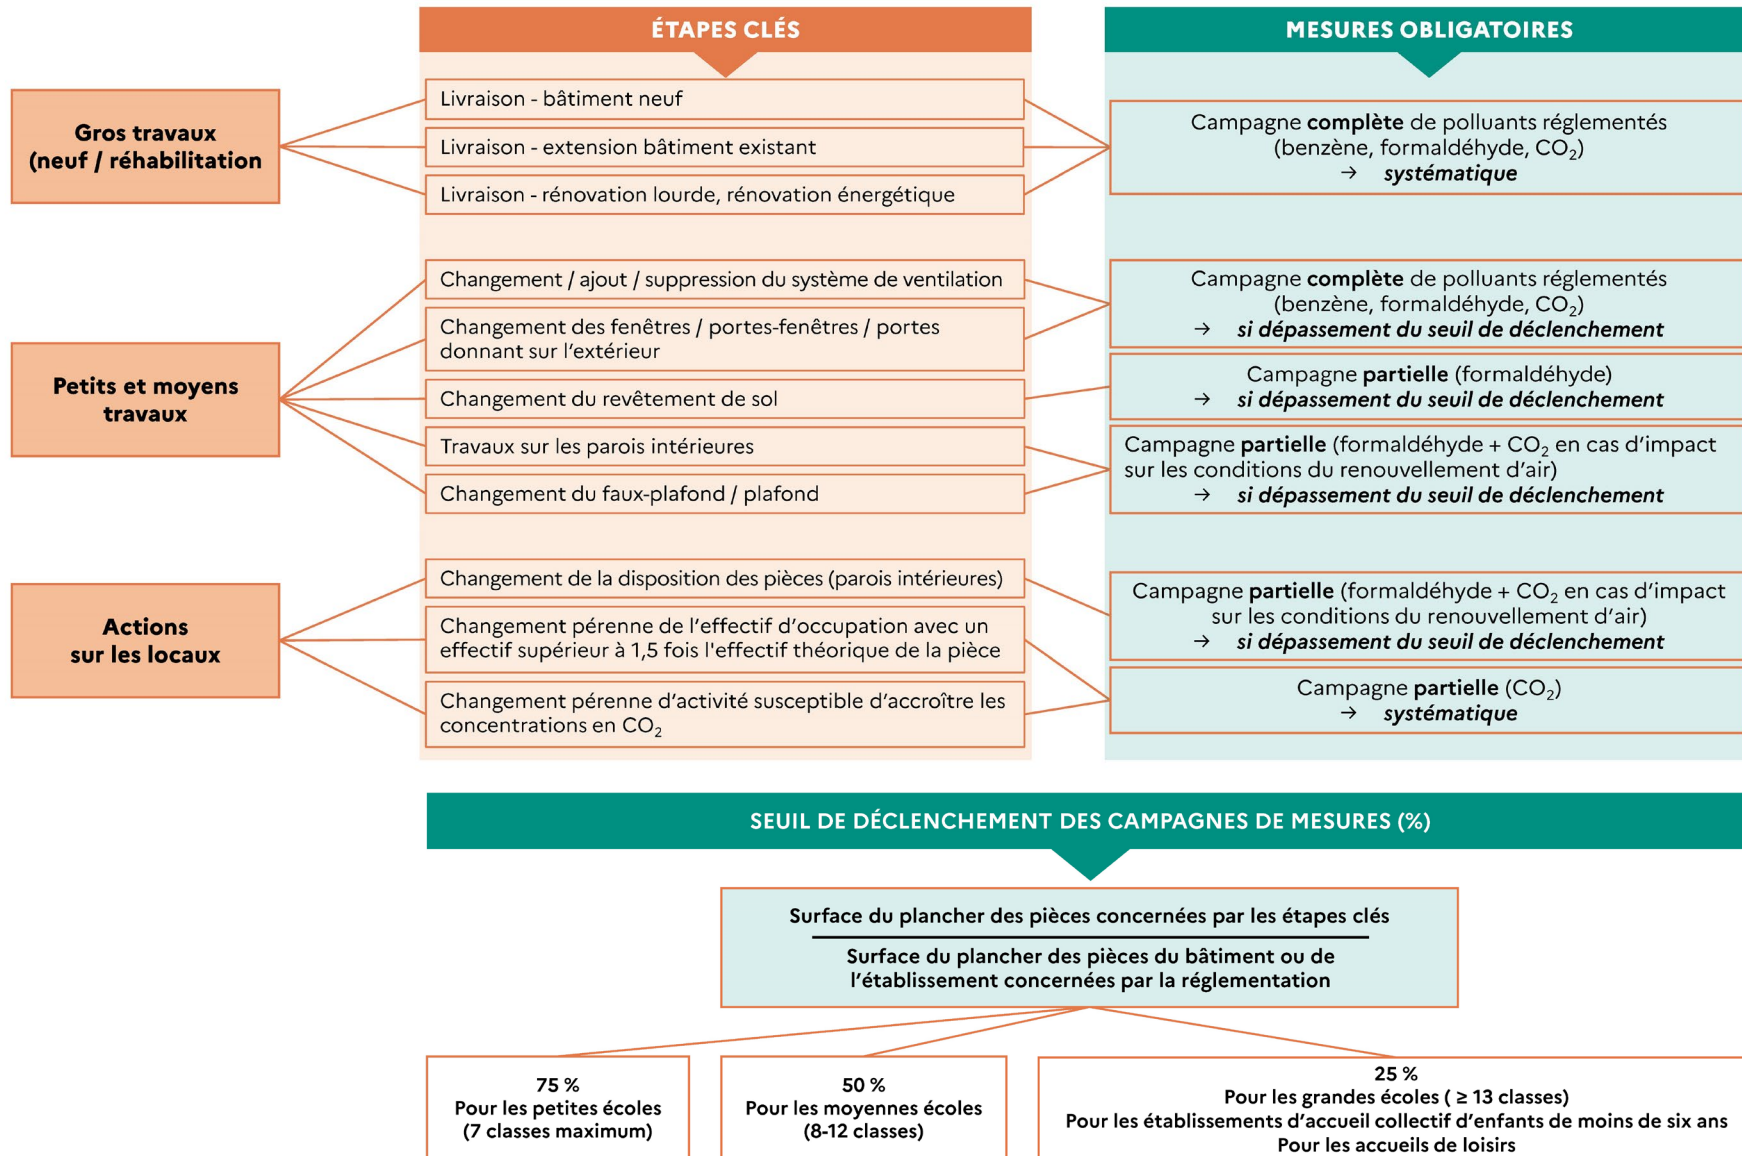 ÉTAPES CLÉS
MESURES OBLIGATOIRES
Gros travaux
(neuf / réhabilitation
Livraison - bâtiment neuf
Livraison - extension bâtiment existant
Livraison - rénovation lourde, rénovation énergétique
Campagne complète de polluants réglementés
(benzène, formaldéhyde, CO₂)
→ systématique
Petits et moyens
travaux
Changement / ajout / suppression du système de ventilation
Changement des fenêtres / portes-fenêtres / portes
donnant sur l'extérieur
Changement du revêtement de sol
Travaux sur les parois intérieures
Changement du faux-plafond / plafond
Campagne complète de polluants réglementés
(benzène, formaldéhyde, CO₂)
→ si dépassement du seuil de déclenchement
Campagne partielle (formaldéhyde)
→ si dépassement du seuil de déclenchement
Campagne partielle (formaldéhyde + CO₂ en cas d'impact
sur les conditions du renouvellement d'air)
→ si dépassement du seuil de déclenchement
Actions
sur les locaux
Changement de la disposition des pièces (parois intérieures)
Changement pérenne de l'effectif d'occupation avec un
effectif supérieur à 1,5 fois l'effectif théorique de la pièce
Changement pérenne d'activité susceptible d'accroître les
concentrations en CO₂
Campagne partielle (formaldéhyde + CO₂ en cas d'impact
sur les conditions du renouvellement d'air)
→ si dépassement du seuil de déclenchement
Campagne partielle (CO₂)
→ systématique
SEUIL DE DÉCLENCHEMENT DES CAMPAGNES DE MESURES (%)
Surface du plancher des pièces concernées par les étapes clés
Surface du plancher des pièces du bâtiment ou de
l'établissement concernées par la réglementation
75 %
Pour les petites écoles
(7 classes maximum)
50 %
Pour les moyennes écoles
(8-12 classes)
25 %
Pour les grandes écoles ( ≥ 13 classes)
Pour les établissements d'accueil collectif d'enfants de moins de six ans
Pour les accueils de loisirs